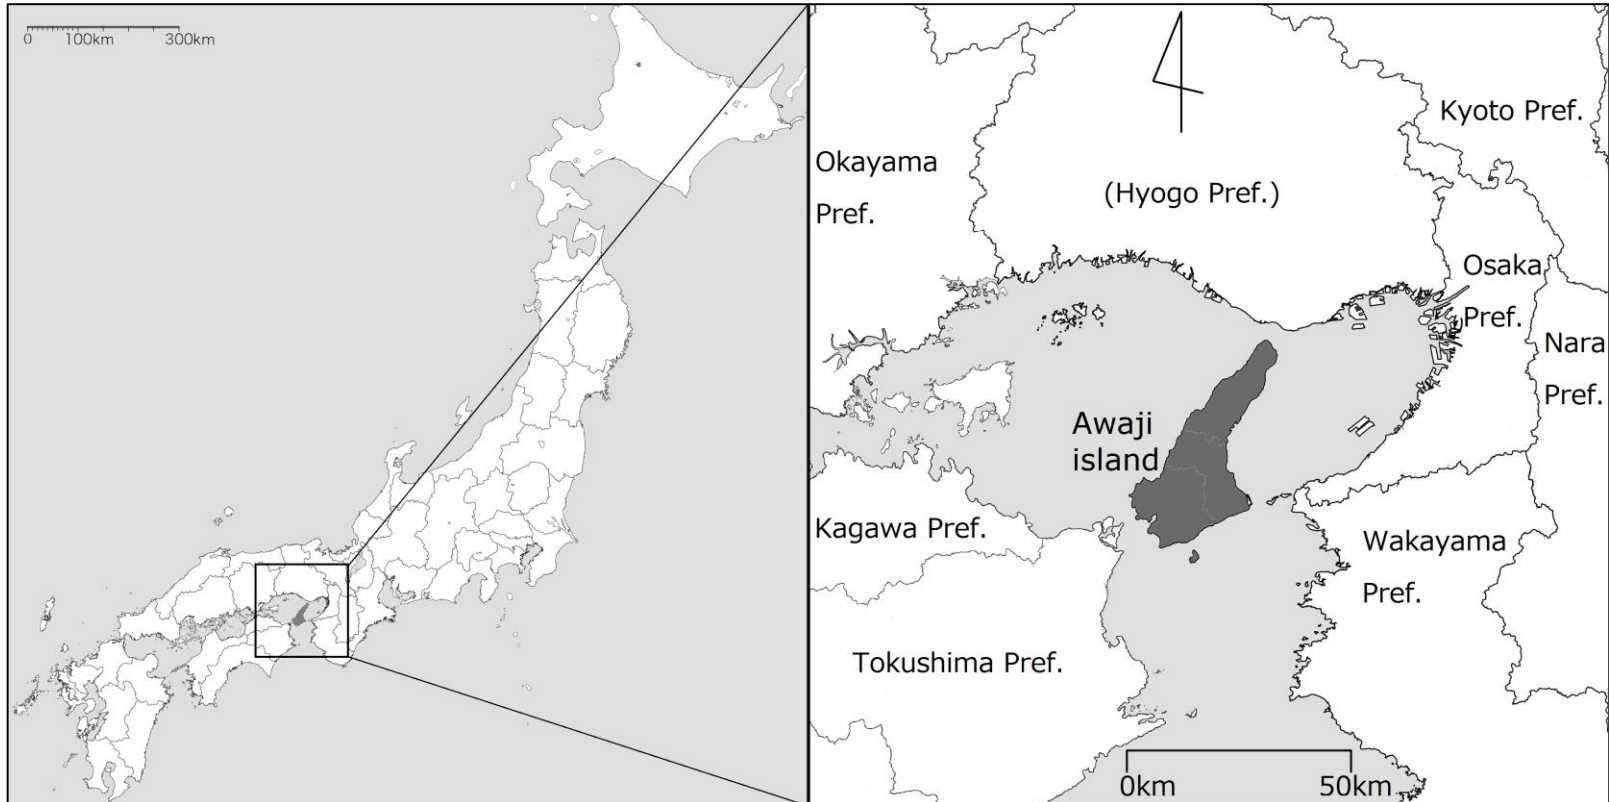 0 100km 300km
Kyoto Pref.
Okayama
Pref.
(Hyogo Pref.)
Osaka
Pref.
Nara
Pref.
Awaji
island
Kagawa Pref.
Wakayama
Pref.
Tokushima Pref.
0km 50km